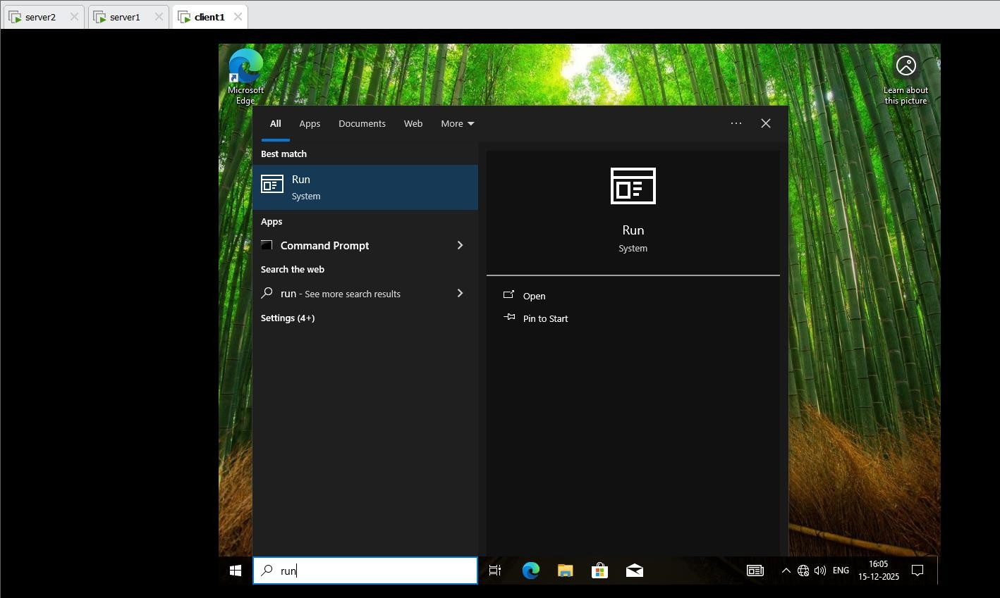 server2
server1
client1
Microsoft
Edge
Learn about
this picture
All
Apps
Documents
Web
More
Best match
Run
System
Apps
Command Prompt
Search the web
run - See more search results
Settings (4+)
Run
System
Open
Pin to Start
run
ENG
16:05
15-12-2025